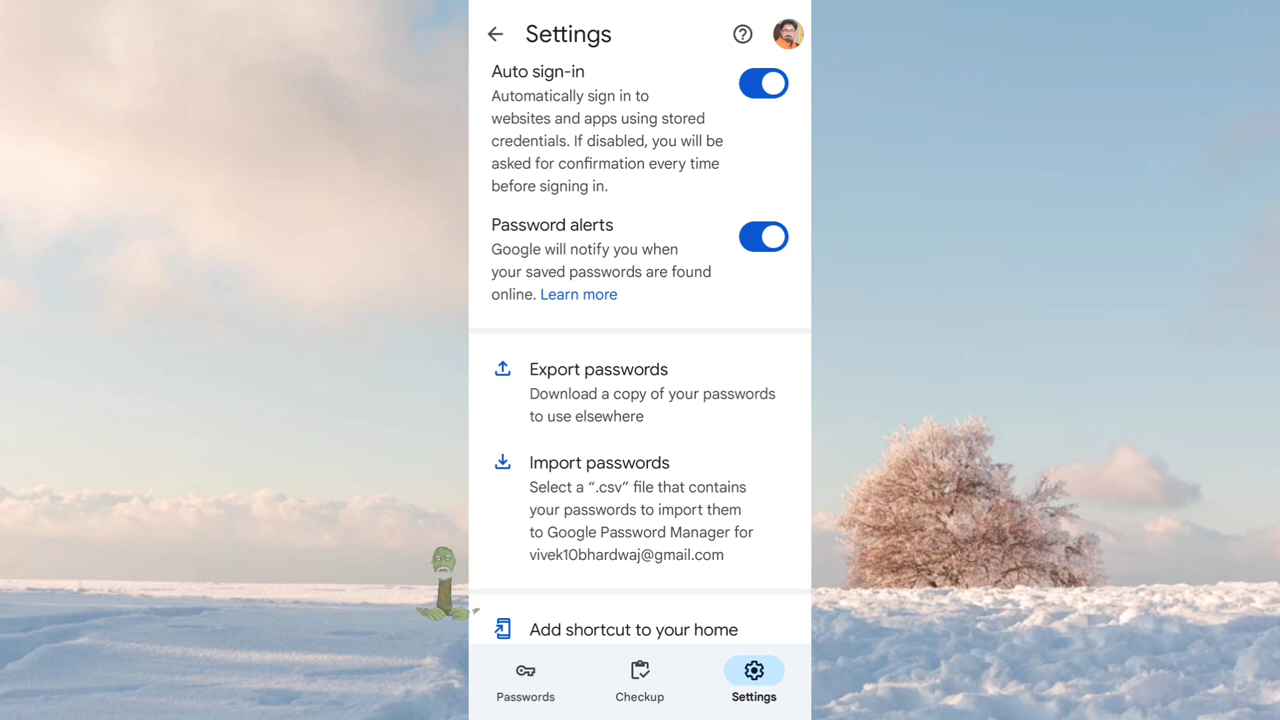 Settings
Auto sign-in
Automatically sign in to
websites and apps using stored
credentials. If disabled, you will be
asked for confirmation every time
before signing in.
Password alerts
Google will notify you when
your saved passwords are found
online. Learn more
Export passwords
Download a copy of your passwords
to use elsewhere
Import passwords
Select a “.csv” file that contains
your passwords to import them
to Google Password Manager for
vivek10bhardwaj@gmail.com
Add shortcut to your home
Passwords
Checkup
Settings